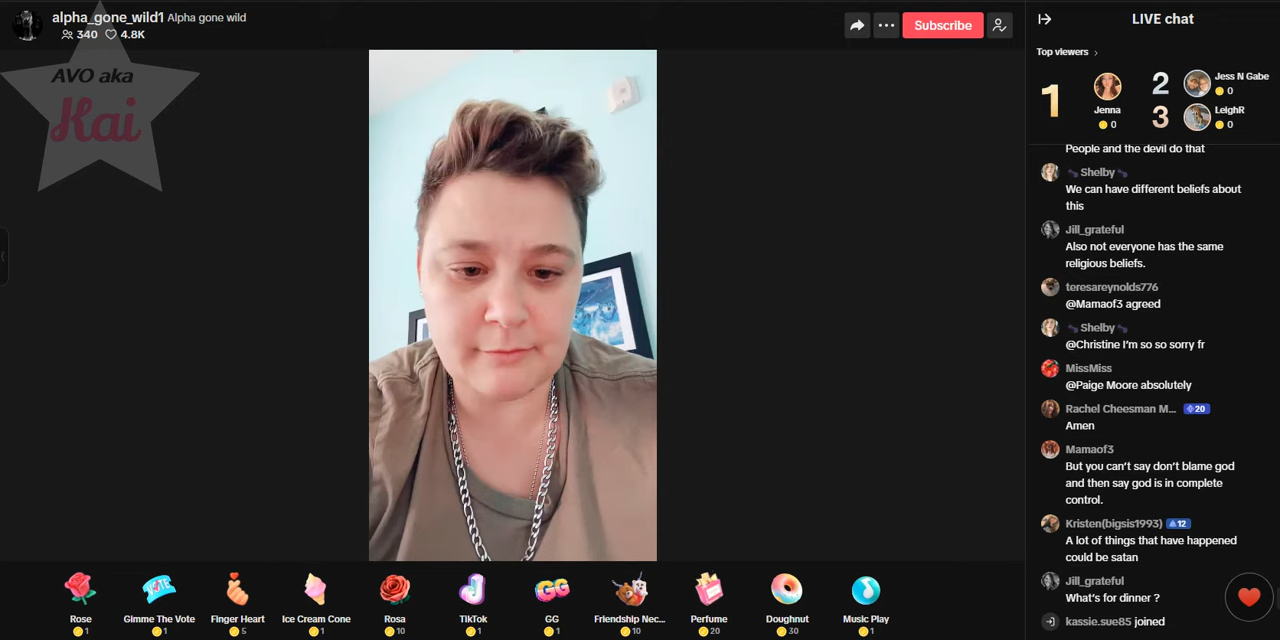 alpha_gone_wild1 Alpha gone wild
340 4.8K
AVO aka
Kai
Subscribe
LIVE chat
Top viewers >
1
Jenna
0
2
Jess N Gabe
0
3
LeighR
0
People and the devil do that
Shelby
We can have different beliefs about
this
Jill_grateful
Also not everyone has the same
religious beliefs.
teresareynolds776
@Mamaof3 agreed
Shelby
@Christine I'm so so sorry fr
MissMiss
@Paige Moore absolutely
Rachel Cheesman M... 20
Amen
Mamaof3
But you can't say don't blame god
and then say god is in complete
control.
Kristen(bigsis1993) 12
A lot of things that have happened
could be satan
Jill_grateful
What's for dinner ?
kassie.sue85 joined
VOTE
GG
Rose
1
GImme The Vote
1
FInger Heart
5
Ice Cream Cone
1
Rosa
10
TikTok
1
GG
1
Friendship Nec...
10
Perfume
20
Doughnut
30
Music Play
1